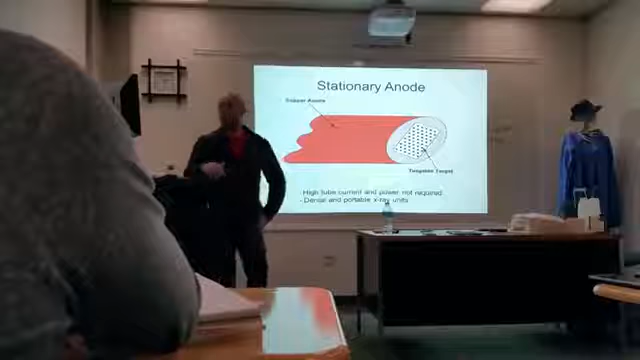 Stationary Anode
Copper Anode
Tungsten Target
- High tube current and power not required
- Dental and portable x-ray units